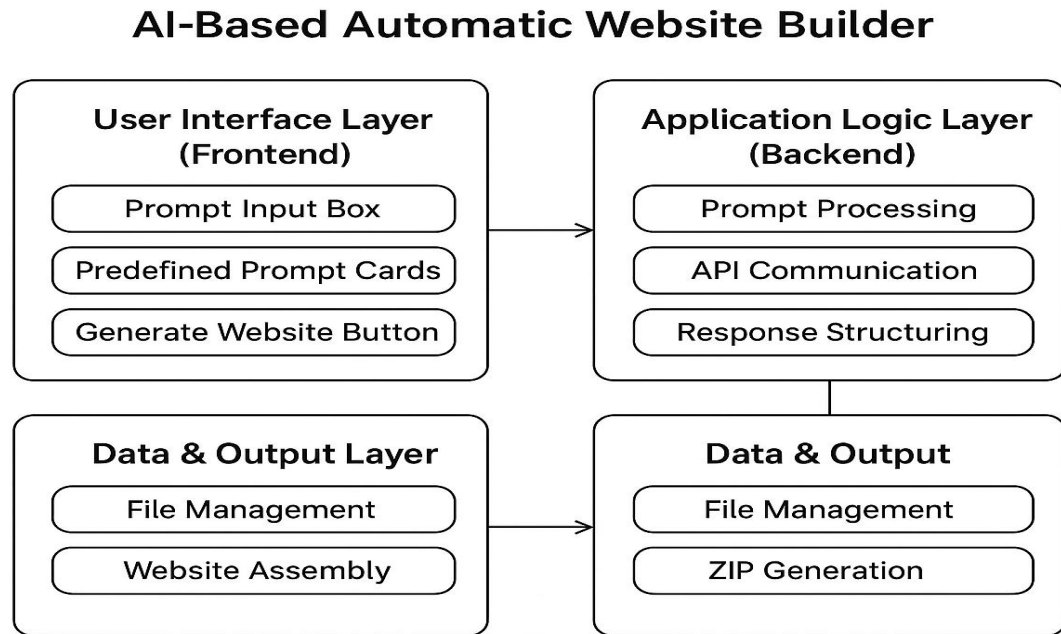 AI-Based Automatic Website Builder
User Interface Layer
(Frontend)
Prompt Input Box
Predefined Prompt Cards
Generate Website Button
Application Logic Layer
(Backend)
Prompt Processing
API Communication
Response Structuring
Data & Output Layer
File Management
Website Assembly
Data & Output
File Management
ZIP Generation